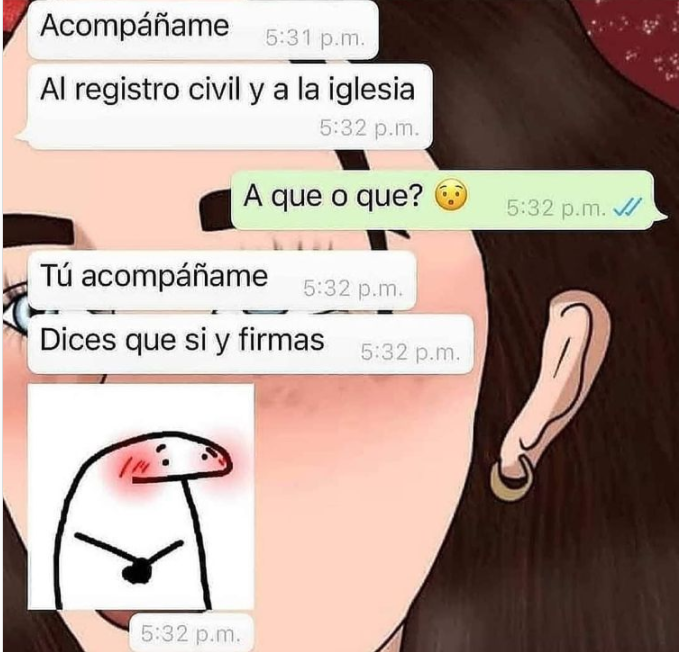 Acompáñame 5:31 p.m.
Al registro civil y a la iglesia
5:32 p.m.
A que o que? 😯 5:32 p.m.
Tú acompáñame 5:32 p.m.
Dices que si y firmas 5:32 p.m.
5:32 p.m.